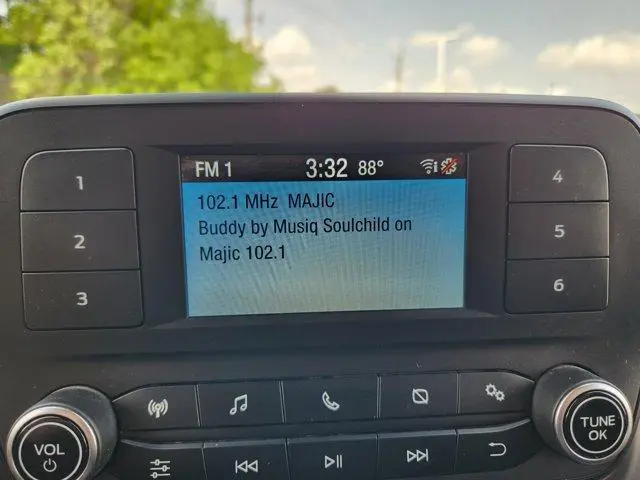 FM 1 3:32 88°
102.1 MHz MAJIC
Buddy by Musiq Soulchild on
Majic 102.1
1
2
3
4
5
6
VOL
TUNE
OK